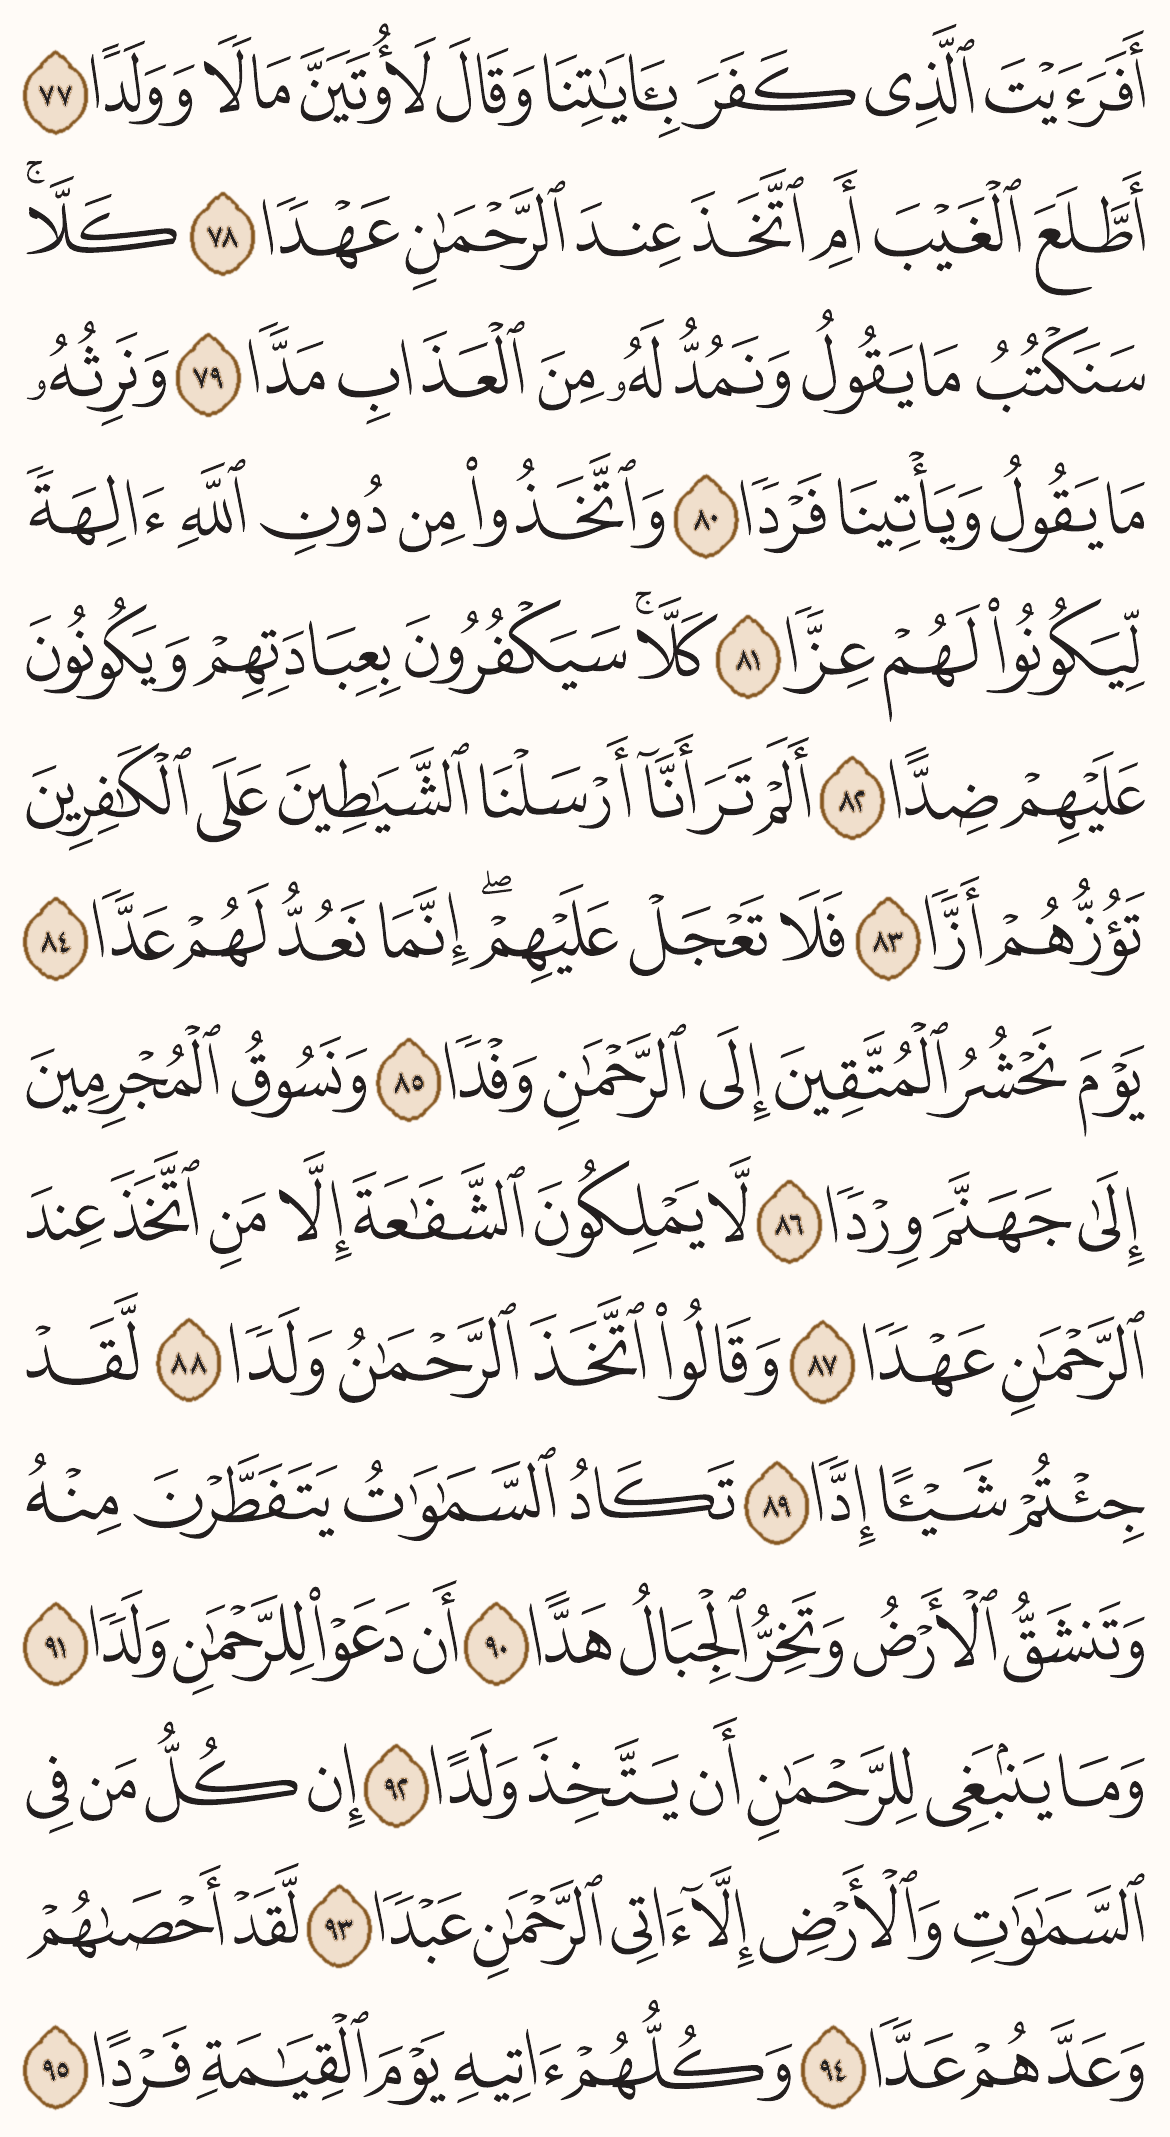 أَفَرَءَيْتَ ٱلَّذِى كَفَرَ بِـَٔايَـٰتِنَا وَقَالَ لَأُوتَيَنَّ مَالًا وَوَلَدًا ٧٧
أَطَّلَعَ ٱلْغَيْبَ أَمِ ٱتَّخَذَ عِندَ ٱلرَّحْمَـٰنِ عَهْدًا ٧٨ كَلَّا ۚ
سَنَكْتُبُ مَا يَقُولُ وَنَمُدُّ لَهُۥ مِنَ ٱلْعَذَابِ مَدًّا ٧٩ وَنَرِثُهُۥ
مَا يَقُولُ وَيَأْتِينَا فَرْدًا ٨٠ وَٱتَّخَذُوا۟ مِن دُونِ ٱللَّهِ ءَالِهَةً
لِّيَكُونُوا۟ لَهُمْ عِزًّا ٨١ كَلَّا ۚ سَيَكْفُرُونَ بِعِبَادَتِهِمْ وَيَكُونُونَ
عَلَيْهِمْ ضِدًّا ٨٢ أَلَمْ تَرَ أَنَّآ أَرْسَلْنَا ٱلشَّيَـٰطِينَ عَلَى ٱلْكَـٰفِرِينَ
تَؤُزُّهُمْ أَزًّا ٨٣ فَلَا تَعْجَلْ عَلَيْهِمْ ۖ إِنَّمَا نَعُدُّ لَهُمْ عَدًّا ٨٤
يَوْمَ نَحْشُرُ ٱلْمُتَّقِينَ إِلَى ٱلرَّحْمَـٰنِ وَفْدًا ٨٥ وَنَسُوقُ ٱلْمُجْرِمِينَ
إِلَىٰ جَهَنَّمَ وِرْدًا ٨٦ لَّا يَمْلِكُونَ ٱلشَّفَـٰعَةَ إِلَّا مَنِ ٱتَّخَذَ عِندَ
ٱلرَّحْمَـٰنِ عَهْدًا ٨٧ وَقَالُوا۟ ٱتَّخَذَ ٱلرَّحْمَـٰنُ وَلَدًا ٨٨ لَّقَدْ
جِئْتُمْ شَيْـًٔا إِدًّا ٨٩ تَكَادُ ٱلسَّمَـٰوَٰتُ يَتَفَطَّرْنَ مِنْهُ
وَتَنشَقُّ ٱلْأَرْضُ وَتَخِرُّ ٱلْجِبَالُ هَدًّا ٩٠ أَن دَعَوْا۟ لِلرَّحْمَـٰنِ وَلَدًا ٩١
وَمَا يَنۢبَغِى لِلرَّحْمَـٰنِ أَن يَتَّخِذَ وَلَدًا ٩٢ إِن كُلُّ مَن فِى
ٱلسَّمَـٰوَٰتِ وَٱلْأَرْضِ إِلَّآ ءَاتِى ٱلرَّحْمَـٰنِ عَبْدًا ٩٣ لَّقَدْ أَحْصَىٰهُمْ
وَعَدَّهُمْ عَدًّا ٩٤ وَكُلُّهُمْ ءَاتِيهِ يَوْمَ ٱلْقِيَـٰمَةِ فَرْدًا ٩٥